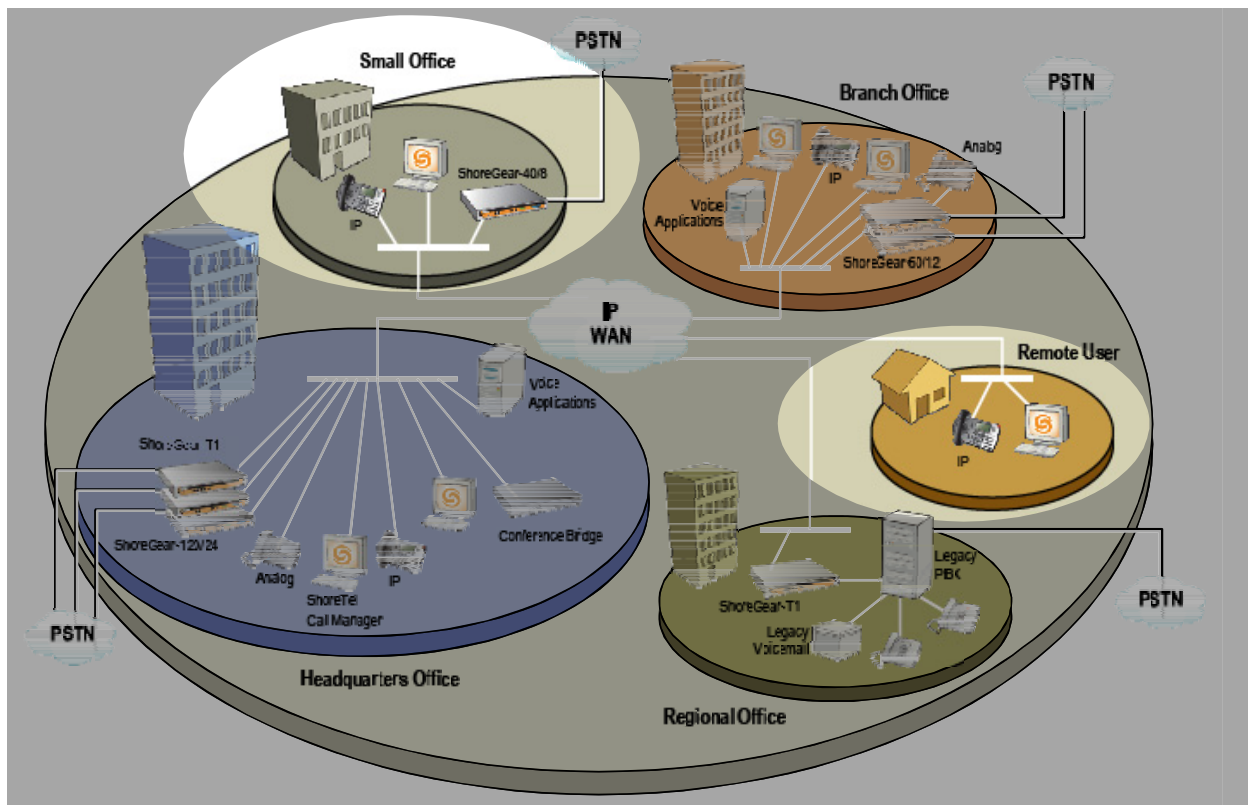 PSTN
Small Office
PSTN
Branch Office
Analog
ShoreGear-40/8
IP
IP
Voice
Applications
ShoreGear-60/12
IP
WAN
Remote User
Voice
Applications
ShoreGear-T1
IP
Conference Bridge
ShoreGear-120/24
Analog
IP
Legacy
PBX
ShoreTel
Call Manager
ShoreGear-T1
PSTN
Legacy
Voicemail
PSTN
Headquarters Office
Regional Office